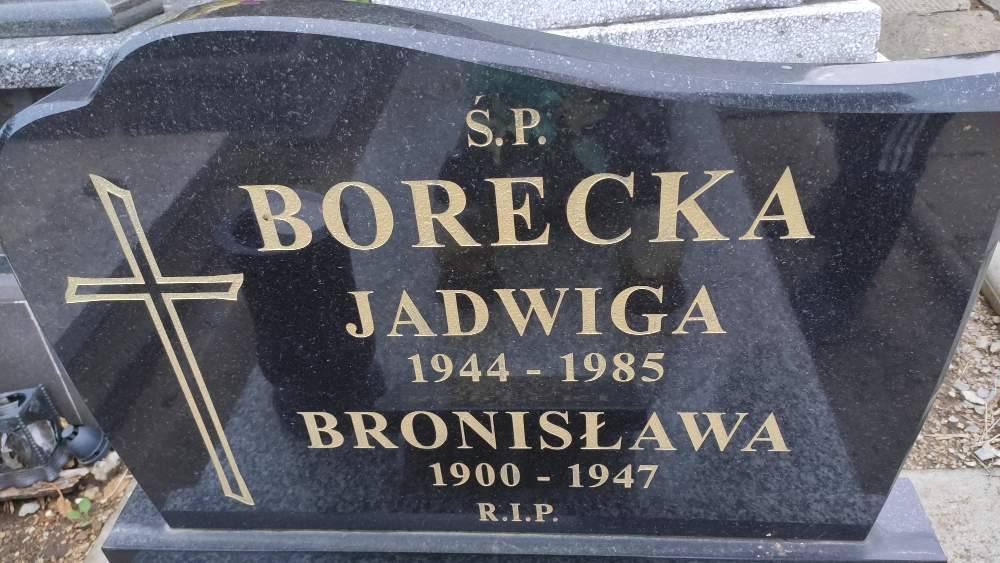 Ś.P.
BORECKA
JADWIGA
1944 - 1985
BRONISŁAWA
1900 - 1947
R.I.P.